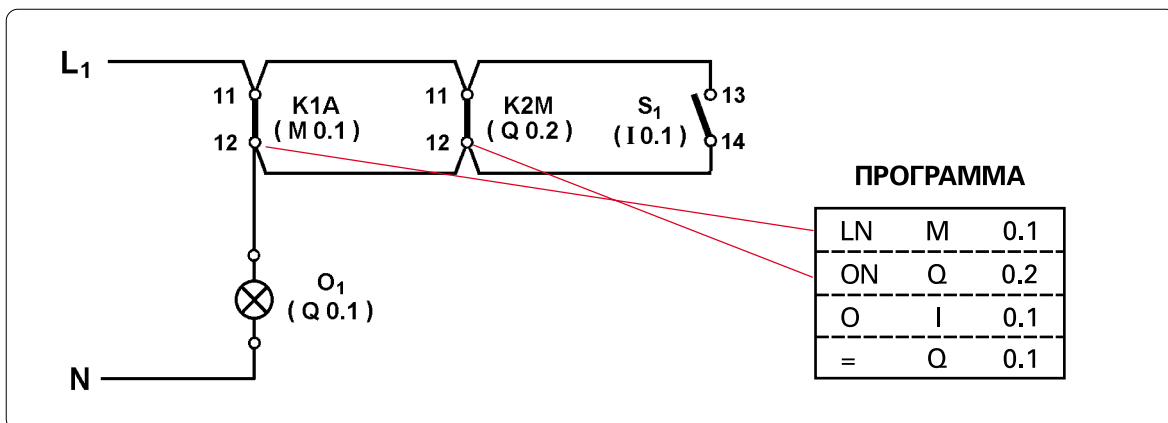 L1
11 K1A 11 K2M S1 13
12 ( M 0.1 ) 12 ( Q 0.2 ) ( I 0.1 ) 14
ПРОГРАММА
LN M 0.1
ON Q 0.2
O I 0.1
= Q 0.1
O1
( Q 0.1 )
N